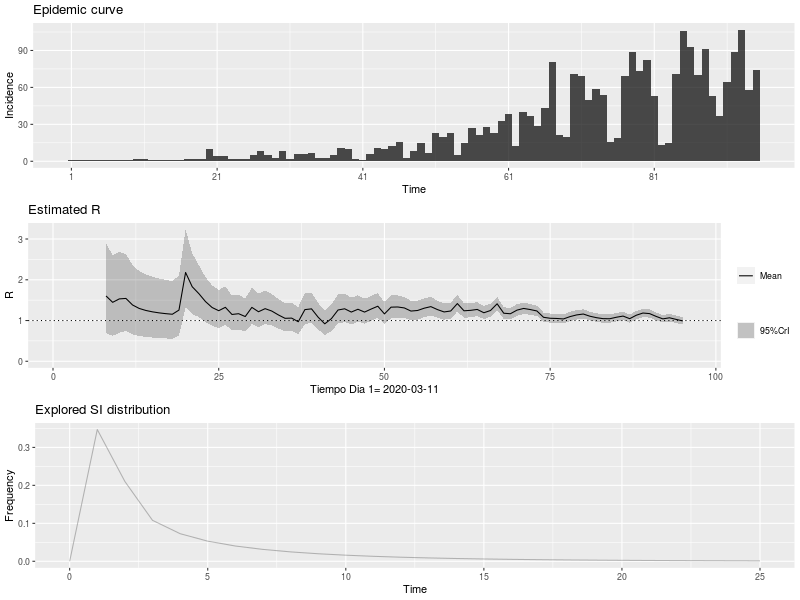 Epidemic curve
Incidence
90
60
30
0
1
21
41
61
81
Time
Estimated R
R
3
2
1
0
0
25
50
75
100
Tiempo Dia 1= 2020-03-11
Mean
95%CrI
Explored SI distribution
Frequency
0.3
0.2
0.1
0.0
0
5
10
15
20
25
Time